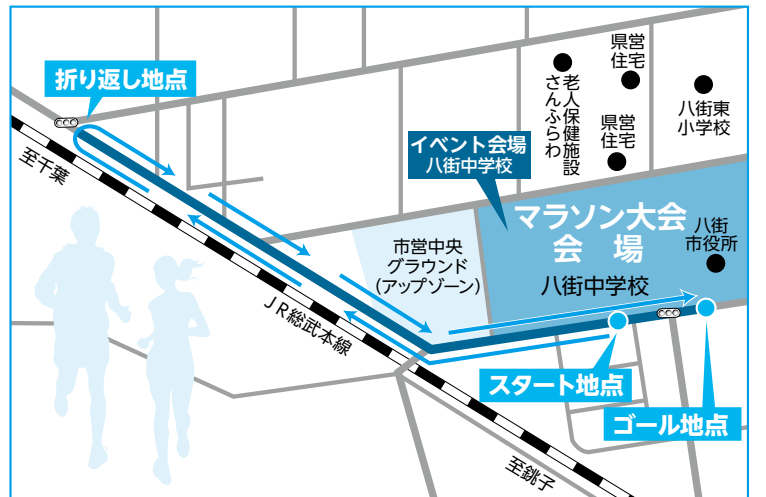 折り返し地点
至千葉
県営
住宅
老人保健施設
さんふらわ
県営
住宅
八街東
小学校
イベント会場
八街中学校
マラソン大会
会場
八街
市役所
市営中央
グラウンド
(アップゾーン)
八街中学校
JR総武本線
スタート地点
ゴール地点
至銚子